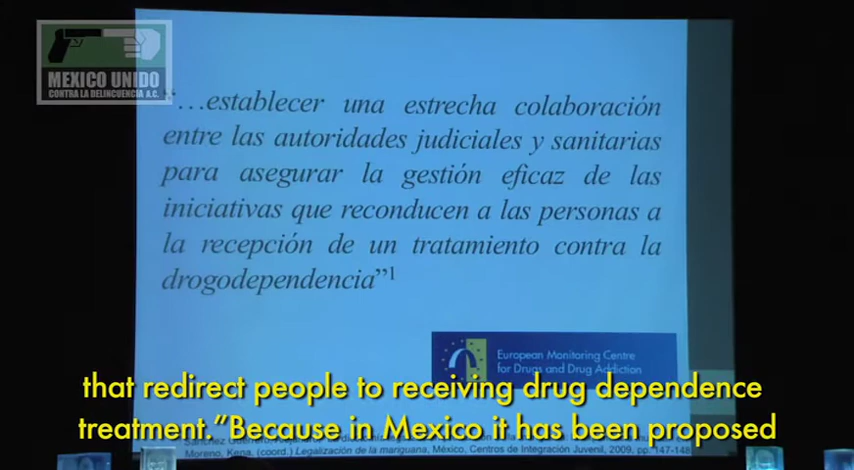 MEXICO UNIDO
CONTRA LA DELINCUENCIA A.C.
“…establecer una estrecha colaboración
entre las autoridades judiciales y sanitarias
para asegurar la gestión eficaz de las
iniciativas que reconducen a las personas a
la recepción de un tratamiento contra la
drogodependencia”1
European Monitoring Centre
for Drugs and Drug Addiction
that redirect people to receiving drug dependence
treatment.”Because in Mexico it has been proposed
Moreno, Kena, (coord.) Legalización de la mariguana, México, Centros de Integración Juvenil, 2009, pp. 147-148